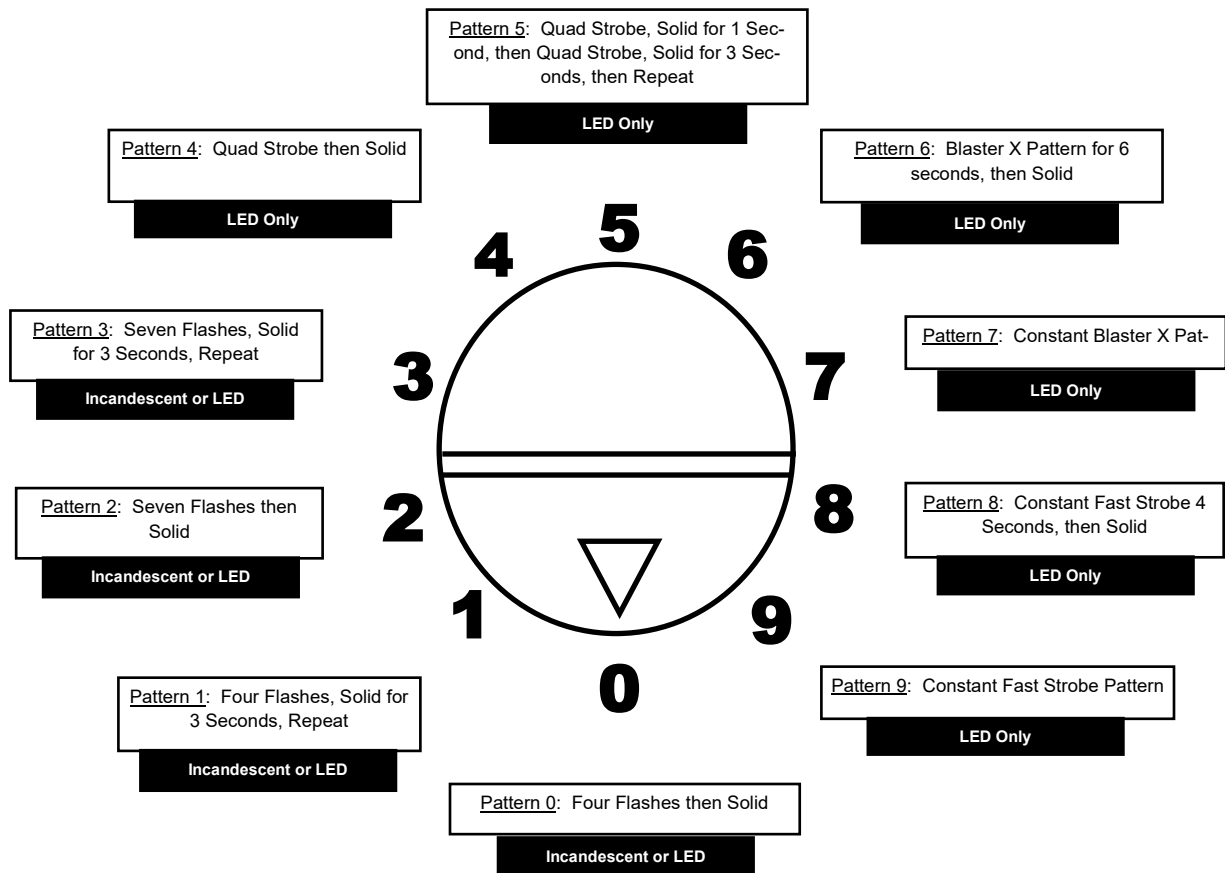 Pattern 5: Quad Strobe, Solid for 1 Sec-
ond, then Quad Strobe, Solid for 3 Sec-
onds, then Repeat
LED Only
Pattern 4: Quad Strobe then Solid
LED Only
Pattern 6: Blaster X Pattern for 6
seconds, then Solid
LED Only
5
4
6
Pattern 3: Seven Flashes, Solid
for 3 Seconds, Repeat
Incandescent or LED
3
7
Pattern 7: Constant Blaster X Pat-
LED Only
Pattern 2: Seven Flashes then
Solid
Incandescent or LED
2
8
Pattern 8: Constant Fast Strobe 4
Seconds, then Solid
LED Only
1
9
0
Pattern 1: Four Flashes, Solid for
3 Seconds, Repeat
Incandescent or LED
Pattern 9: Constant Fast Strobe Pattern
LED Only
Pattern 0: Four Flashes then Solid
Incandescent or LED